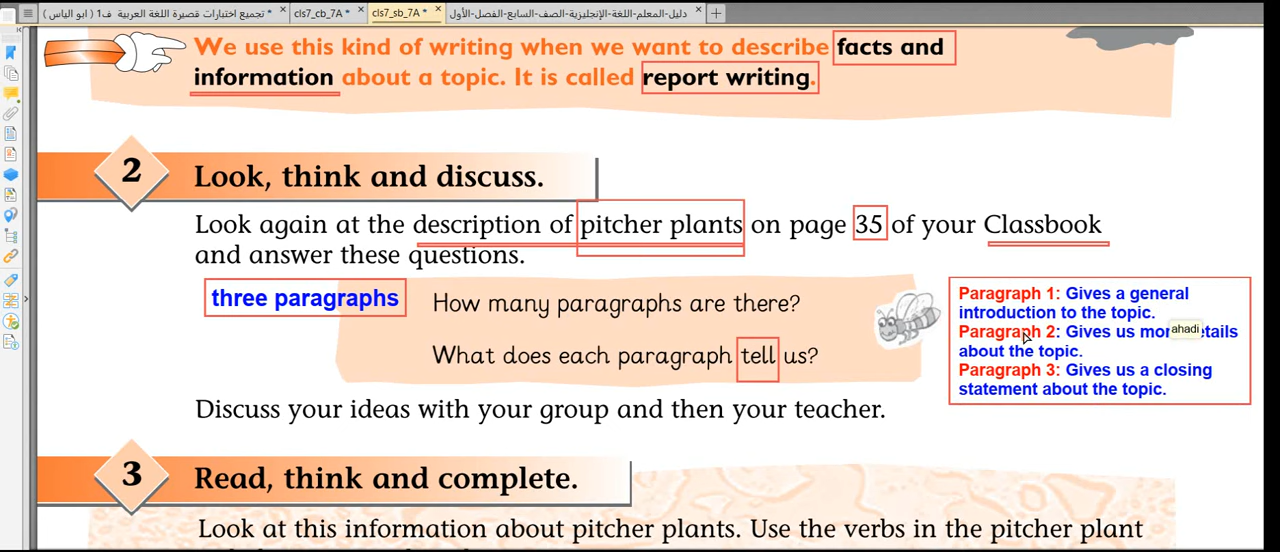 تجميع اختبارات قصيرة اللغة العربية ف1 ( ابو الياس ) *
cls7_cb_7A *
cls7_sb_7A *
دليل-المعلم-اللغة-الإنجليزية-الصف-السابع-الفصل-الأول
We use this kind of writing when we want to describe facts and
information about a topic. It is called report writing.
2 Look, think and discuss.
Look again at the description of pitcher plants on page 35 of your Classbook
and answer these questions.
three paragraphs
How many paragraphs are there?
What does each paragraph tell us?
Paragraph 1: Gives a general
introduction to the topic.
Paragraph 2: Gives us
ahadi
about the topic.
Paragraph 3: Gives us a closing
statement about the topic.
Discuss your ideas with your group and then your teacher.
3 Read, think and complete.
Look at this information about pitcher plants. Use the verbs in the pitcher plant